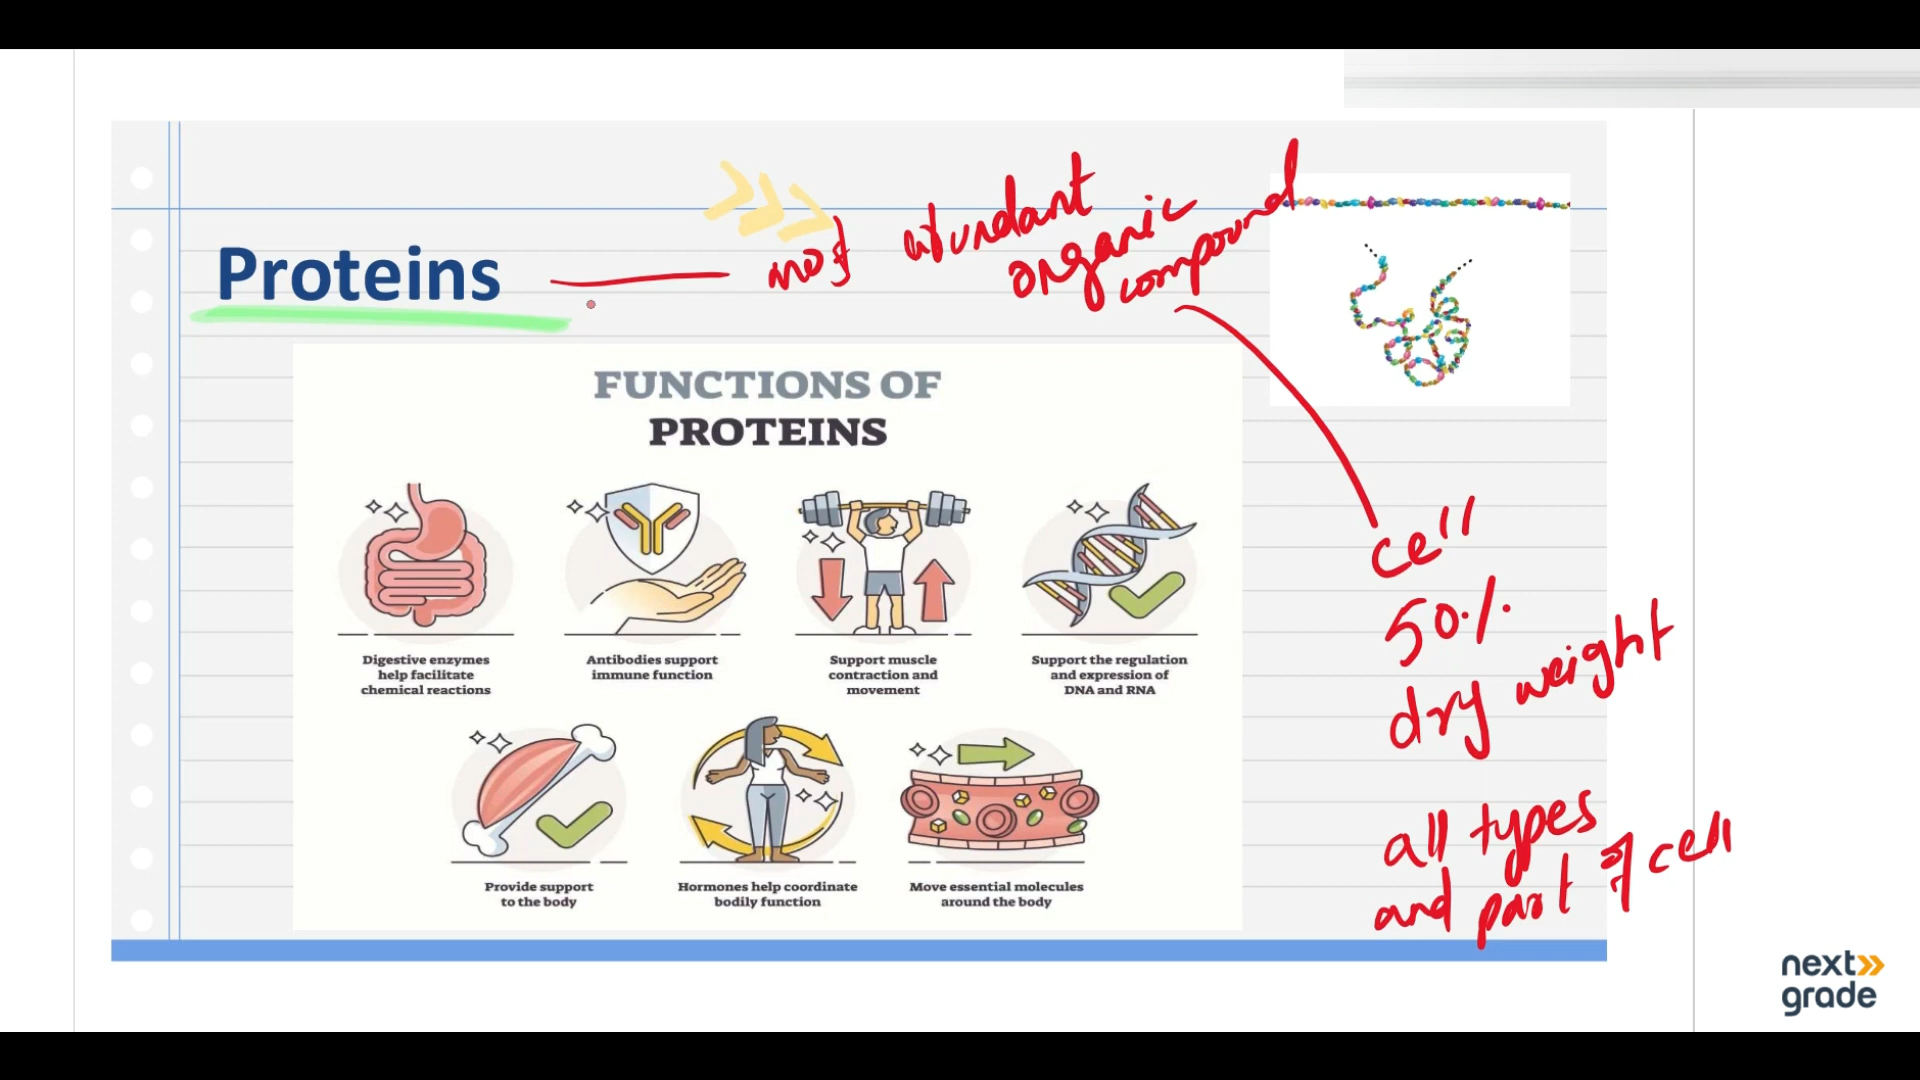 Proteins
most abundant
organic
compound
FUNCTIONS OF
PROTEINS
cell
50%
dry weight
all types
and part of cell
Digestive enzymes
help facilitate
chemical reactions
Antibodies support
immune function
Support muscle
contraction and
movement
Support the regulation
and expression of
DNA and RNA
Provide support
to the body
Hormones help coordinate
bodily function
Move essential molecules
around the body
next
grade